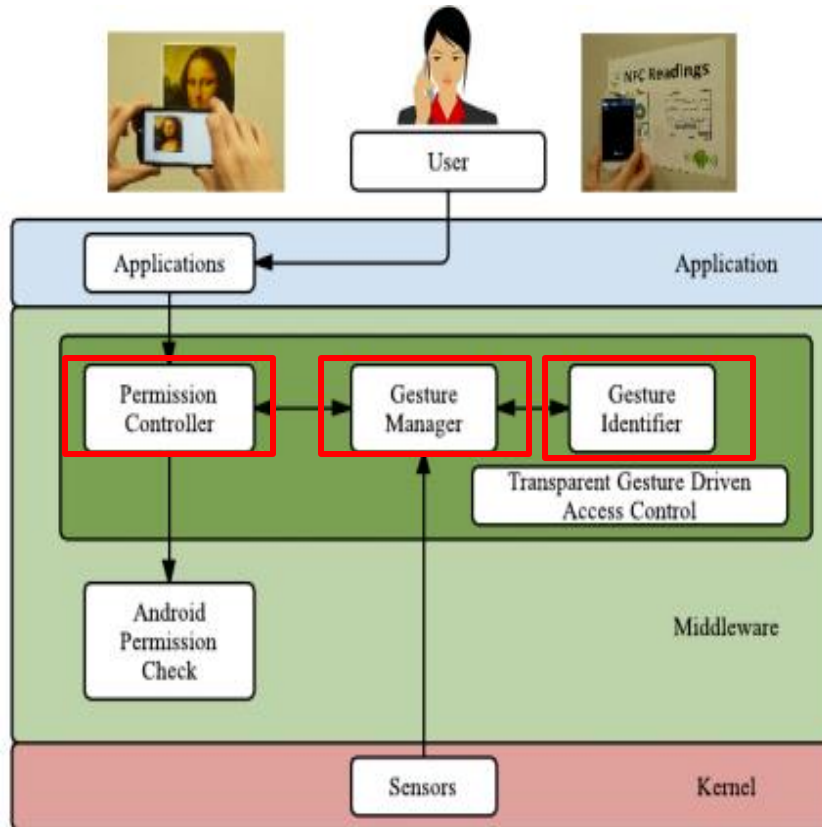 NFC Readings
User
Applications
Application
Permission
Controller
Gesture
Manager
Gesture
Identifier
Transparent Gesture Driven
Access Control
Android
Permission
Check
Middleware
Sensors
Kernel